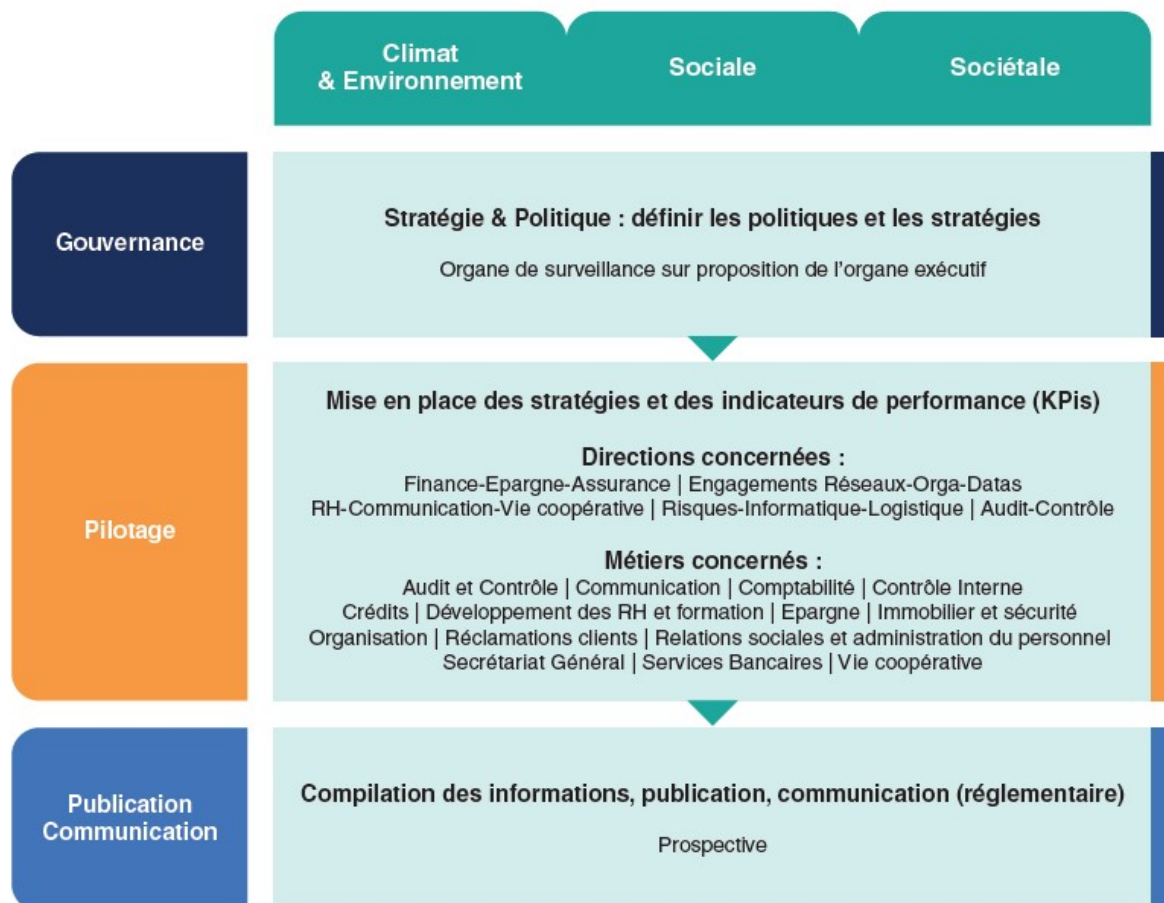 Climat
& Environnement
Sociale
Sociétale
Gouvernance
Stratégie & Politique : définir les politiques et les stratégies
Organe de surveillance sur proposition de l'organe exécutif
Pilotage
Mise en place des stratégies et des indicateurs de performance (KPis)
Directions concernées :
Finance-Epargne-Assurance | Engagements Réseaux-Orga-Datas
RH-Communication-Vie coopérative | Risques-Informatique-Logistique | Audit-Contrôle
Métiers concernés :
Audit et Contrôle | Communication | Comptabilité | Contrôle Interne
Crédits | Développement des RH et formation | Epargne | Immobilier et sécurité
Organisation | Réclamations clients | Relations sociales et administration du personnel
Secrétariat Général | Services Bancaires | Vie coopérative
Publication
Communication
Compilation des informations, publication, communication (réglementaire)
Prospective